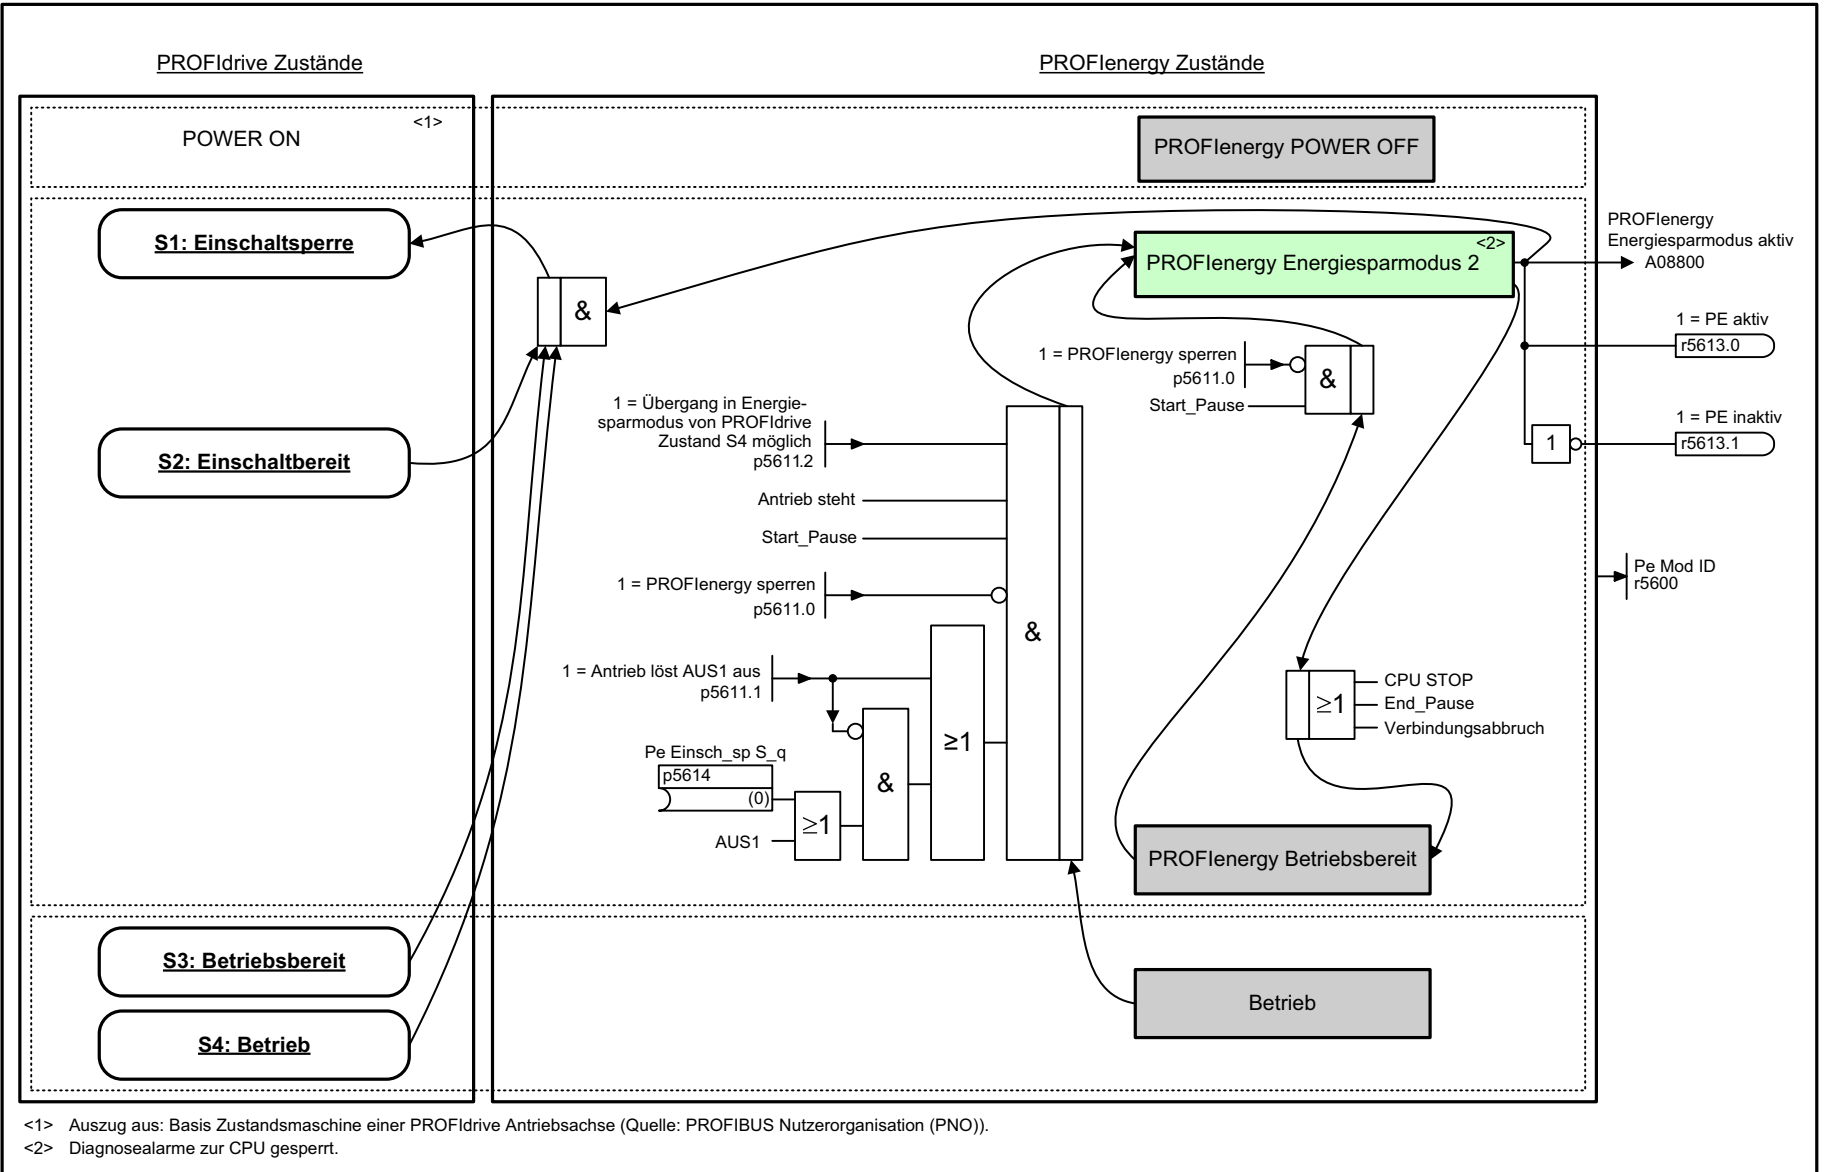 PROFIdrive Zustände
PROFIenergy Zustände
POWER ON
<1>
PROFIenergy POWER OFF
S1: Einschaltsperre
&
PROFIenergy Energiesparmodus 2
<2>
PROFIenergy
Energiesparmodus aktiv
A08800
1 = PE aktiv
r5613.0
1 = PE inaktiv
r5613.1
1
1 = PROFIenergy sperren
p5611.0
Start_Pause
&
S2: Einschaltbereit
1 = Übergang in Energie-
sparmodus von PROFIdrive
Zustand S4 möglich
p5611.2
Antrieb steht
Start_Pause
1 = PROFIenergy sperren
p5611.0
&
Pe Mod ID
r5600
1 = Antrieb löst AUS1 aus
p5611.1
≥1
&
Pe Einsch_sp S_q
p5614
(0)
AUS1
≥1
≥1
CPU STOP
End_Pause
Verbindungsabbruch
PROFIenergy Betriebsbereit
S3: Betriebsbereit
Betrieb
S4: Betrieb
<1> Auszug aus: Basis Zustandsmaschine einer PROFIdrive Antriebsachse (Quelle: PROFIBUS Nutzerorganisation (PNO)).
<2> Diagnosealarme zur CPU gesperrt.